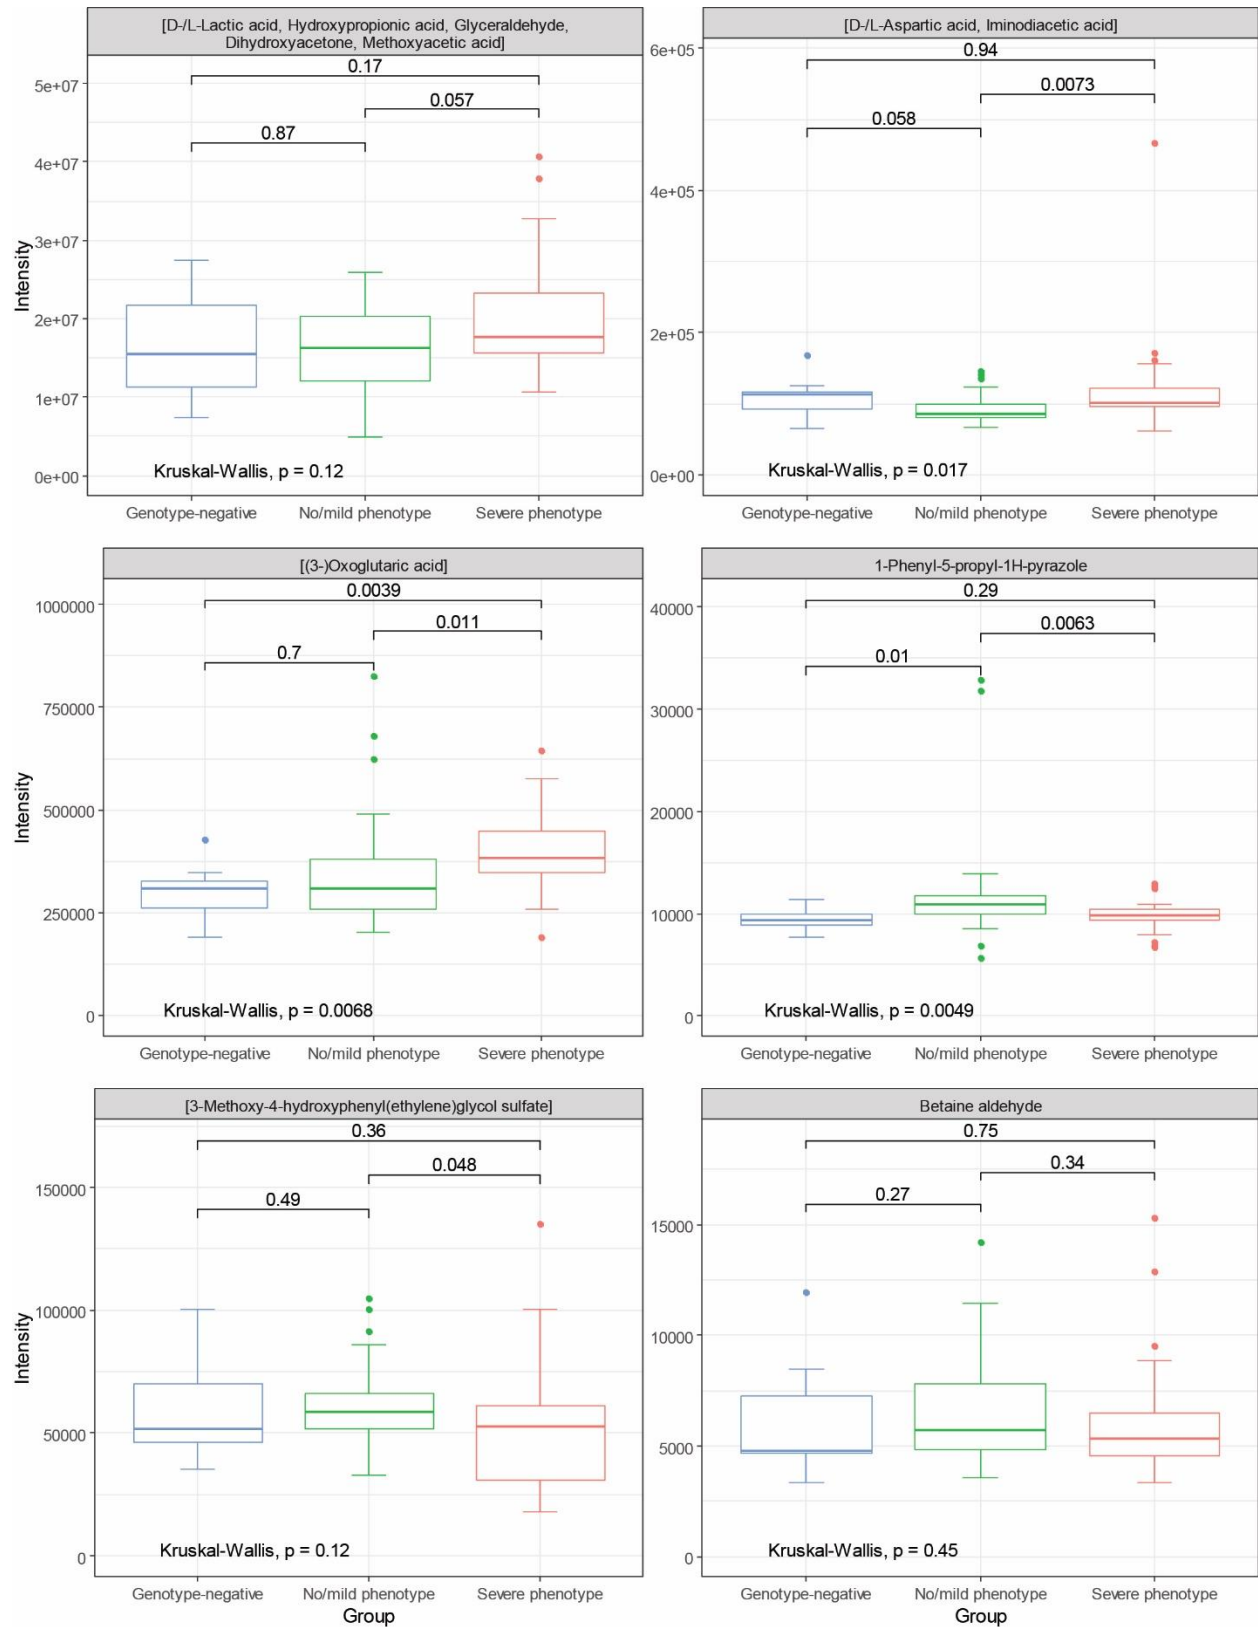 [D-/L-Lactic acid, Hydroxypropionic acid, Glyceraldehyde,
Dihydroxyacetone, Methoxyacetic acid]
0.17
5e+07
0.057
0.87
4e+07
3e+07
Intensity
2e+07
1e+07
Kruskal-Wallis, p = 0.12
0e+00
Genotype-negative No/mild phenotype Severe phenotype
[D-/L-Aspartic acid, Iminodiacetic acid]
6e+05
0.94
0.0073
0.058
4e+05
2e+05
Kruskal-Wallis, p = 0.017
0e+00
Genotype-negative No/mild phenotype Severe phenotype
[(3-)Oxoglutaric acid]
1000000
0.0039
0.011
0.7
750000
Intensity
500000
250000
Kruskal-Wallis, p = 0.0068
0
Genotype-negative No/mild phenotype Severe phenotype
1-Phenyl-5-propyl-1H-pyrazole
40000
0.29
0.0063
0.01
30000
20000
10000
Kruskal-Wallis, p = 0.0049
0
Genotype-negative No/mild phenotype Severe phenotype
[3-Methoxy-4-hydroxyphenyl(ethylene)glycol sulfate]
0.36
0.048
150000
0.49
100000
Intensity
50000
Kruskal-Wallis, p = 0.12
0
Genotype-negative No/mild phenotype Severe phenotype
Group
Betaine aldehyde
0.75
0.34
0.27
15000
10000
5000
Kruskal-Wallis, p = 0.45
0
Genotype-negative No/mild phenotype Severe phenotype
Group